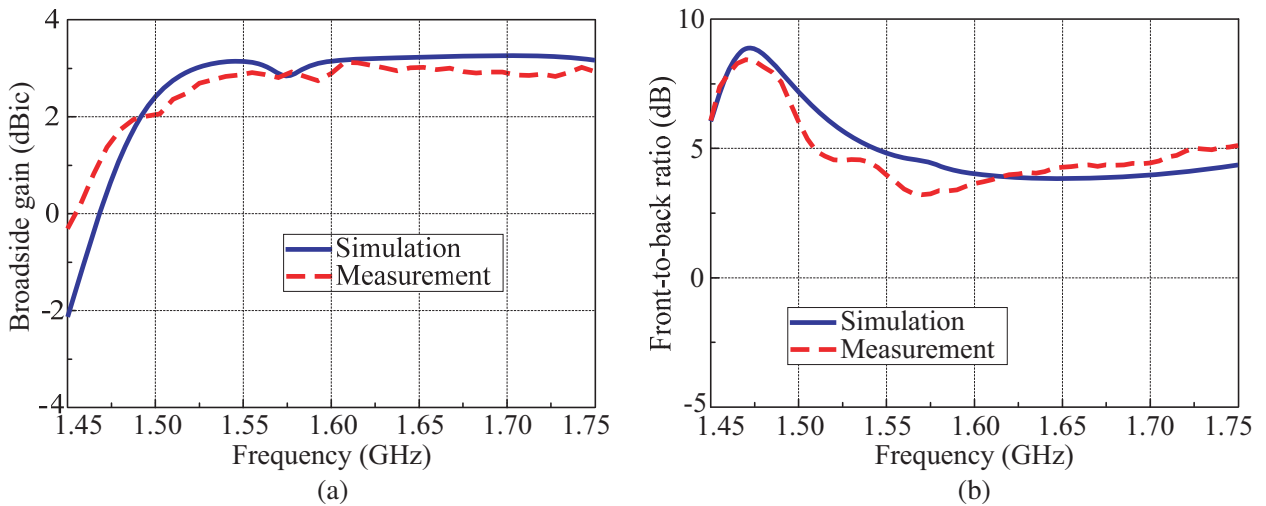 4
2
0
-2
-4
Broadside gain (dBic)
Simulation
Measurement
1.45 1.50 1.55 1.60 1.65 1.70 1.75
Frequency (GHz)
(a)
10
5
0
-5
Front-to-back ratio (dB)
Simulation
Measurement
1.45 1.50 1.55 1.60 1.65 1.70 1.75
Frequency (GHz)
(b)